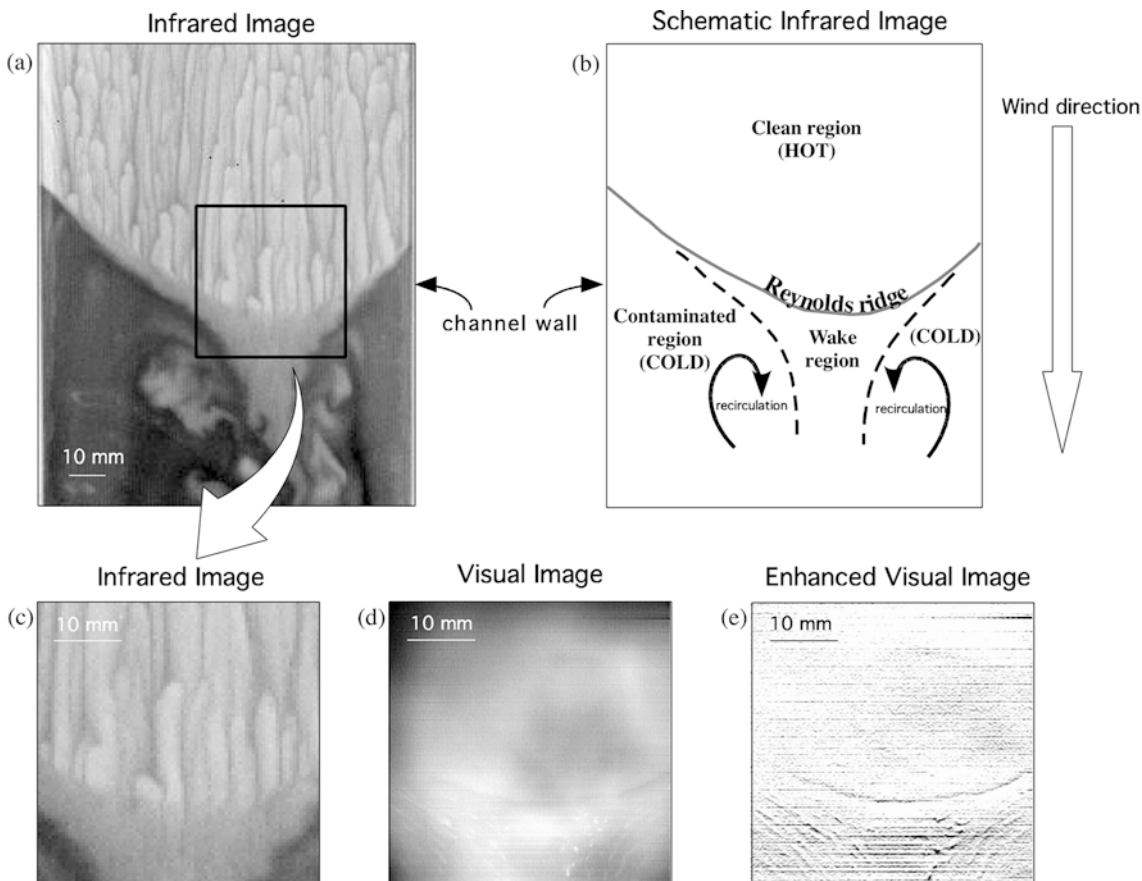 Infrared Image
Schematic Infrared Image
(a)
(b)
Wind direction
Clean region
(HOT)
Reynolds ridge
channel wall
Contaminated
region
(COLD)
Wake
region
(COLD)
recirculation
recirculation
10 mm
Infrared Image
Visual Image
Enhanced Visual Image
(c)
10 mm
(d)
10 mm
(e)
10 mm